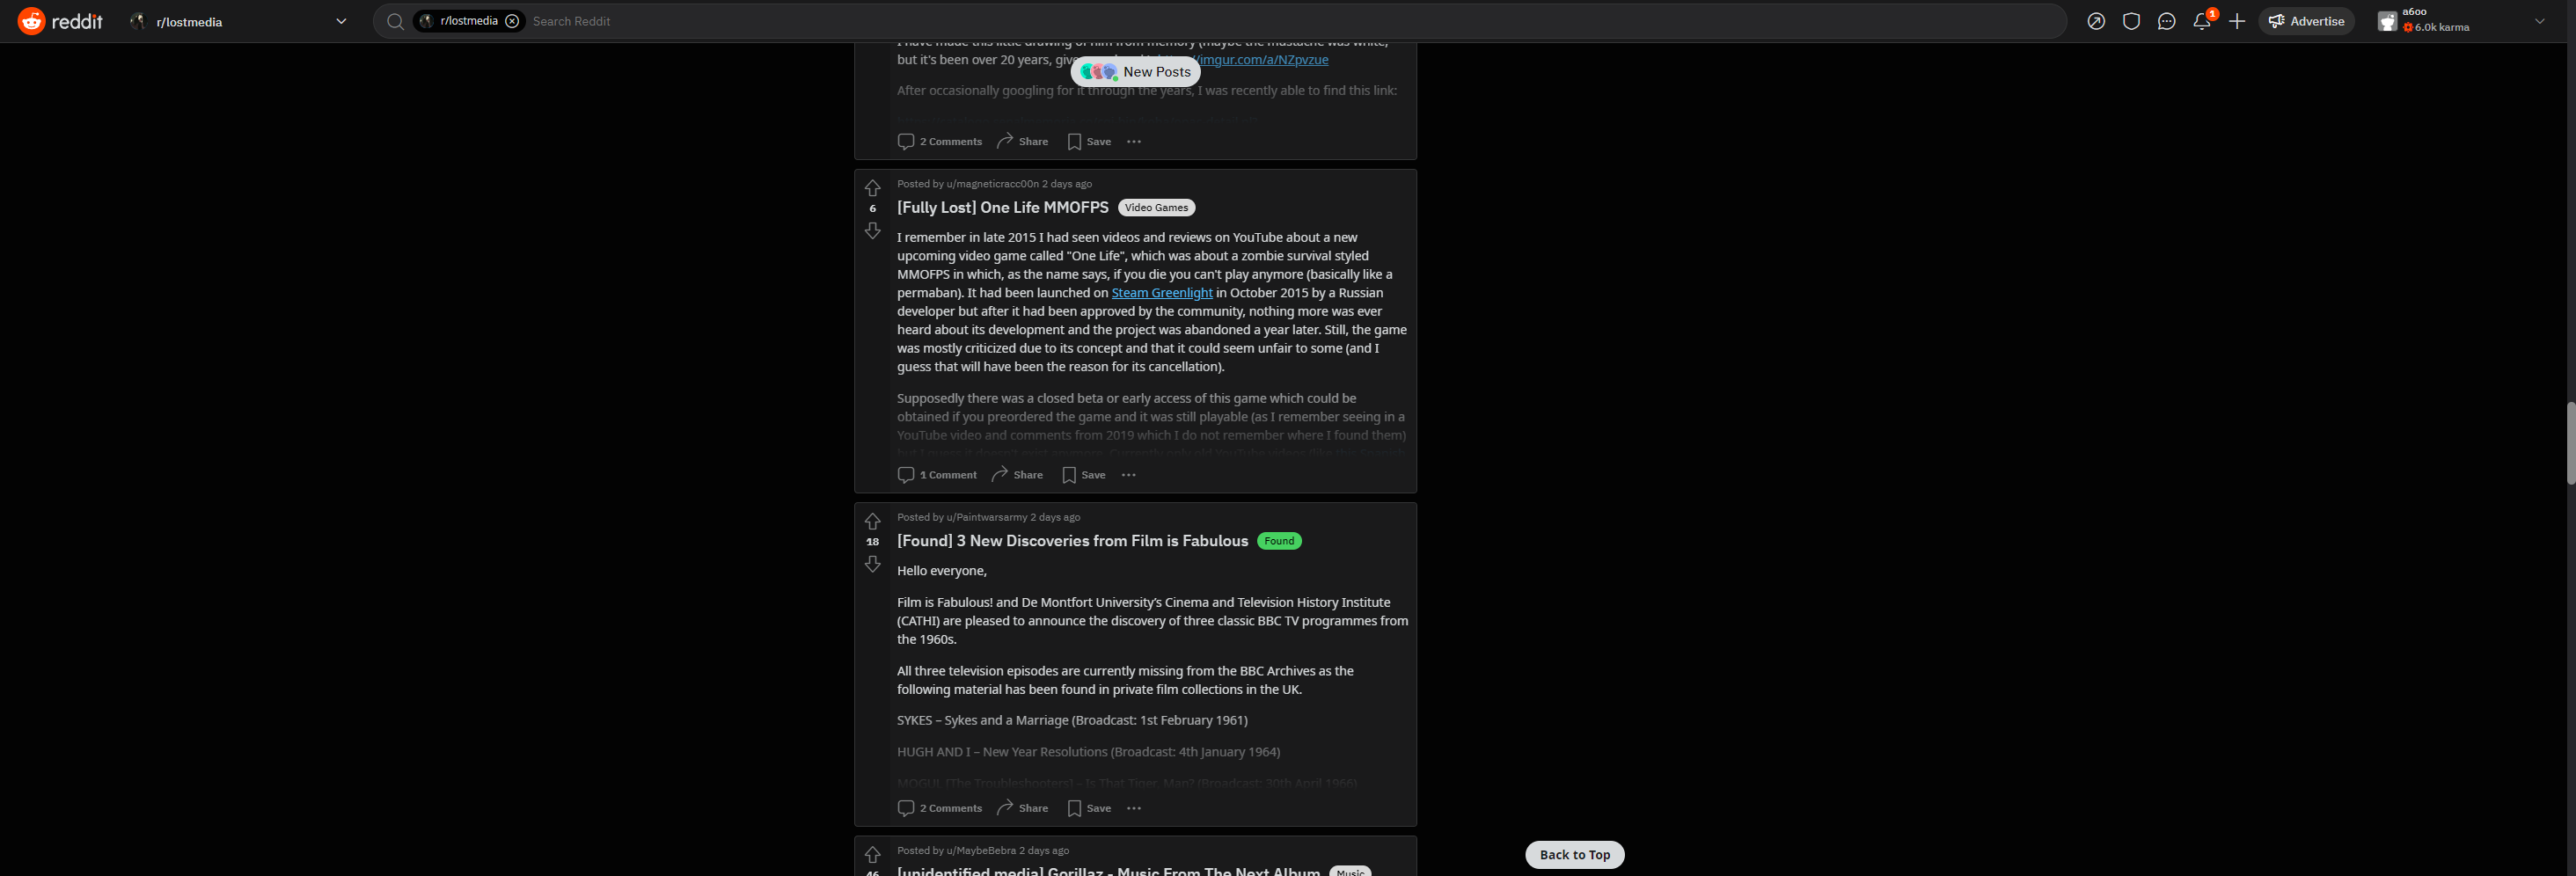 reddit
r/lostmedia
r/lostmedia
Search Reddit
1
Advertise
a6oo
6.0k karma
I have made this little drawing of film from memory (maybe the mustache was white,
but it's been over 20 years, give
/imgur.com/a/NZpvzue
New Posts
After occasionally googling for it through the years, I was recently able to find this link:
2 Comments Share Save
Posted by u/magneticracc00n 2 days ago
6
[Fully Lost] One Life MMOFPS Video Games
I remember in late 2015 I had seen videos and reviews on YouTube about a new
upcoming video game called "One Life", which was about a zombie survival styled
MMOFPS in which, as the name says, if you die you can't play anymore (basically like a
permaban). It had been launched on Steam Greenlight in October 2015 by a Russian
developer but after it had been approved by the community, nothing more was ever
heard about its development and the project was abandoned a year later. Still, the game
was mostly criticized due to its concept and that it could seem unfair to some (and I
guess that will have been the reason for its cancellation).
Supposedly there was a closed beta or early access of this game which could be
obtained if you preordered the game and it was still playable (as I remember seeing in a
YouTube video and comments from 2019 which I do not remember where I found them)
but I guess it doesn't exist anymore. Currently only old YouTube videos (like
1 Comment Share Save
Posted by u/Paintwarsarmy 2 days ago
18
[Found] 3 New Discoveries from Film is Fabulous Found
Hello everyone,
Film is Fabulous! and De Montfort University's Cinema and Television History Institute
(CATHI) are pleased to announce the discovery of three classic BBC TV programmes from
the 1960s.
All three television episodes are currently missing from the BBC Archives as the
following material has been found in private film collections in the UK.
SYKES – Sykes and a Marriage (Broadcast: 1st February 1961)
HUGH AND I – New Year Resolutions (Broadcast: 4th January 1964)
MOGUL [The Troubleshooters] – Is That Tiger, Man? (Broadcast: 30th April 1966)
2 Comments Share Save
Posted by u/MaybeBebra 2 days ago
46
[unidentified media] Gorillaz - Music From The Next Album Music
Back to Top